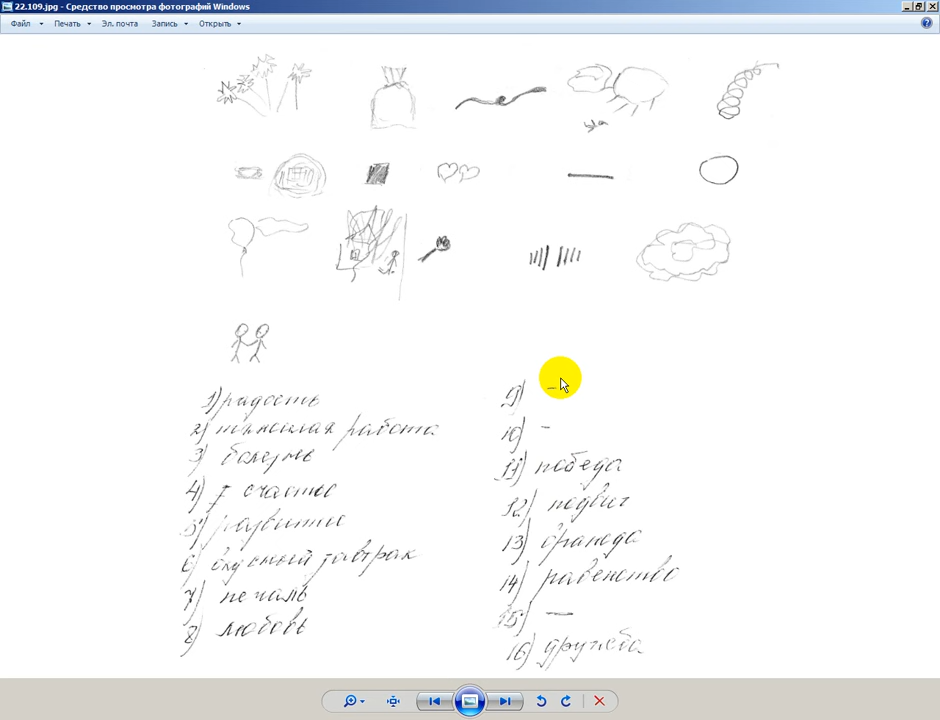 22.109.jpg - Средство просмотра фотографий Windows
Файл Печать Эл. почта Запись Открыть
1) радость
2) тяжелая работа
3) болезнь
4) счастье
5) развитие
6) вкусный завтрак
7) печаль
8) любовь
9) –
10) –
11) победа
12) подвиг
13)
14) равенство
15) —
16) дружба